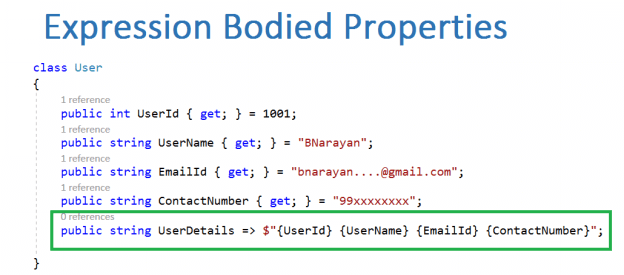 Expression Bodied Properties
class User
{
1 reference
public int UserId { get; } = 1001;
1 reference
public string UserName { get; } = "BNarayan";
1 reference
public string EmailId { get; } = "bnarayan....@gmail.com";
1 reference
public string ContactNumber { get; } = "99xxxxxxxx";
0 references
public string UserDetails => $"{UserId} {UserName} {EmailId} {ContactNumber}";
}